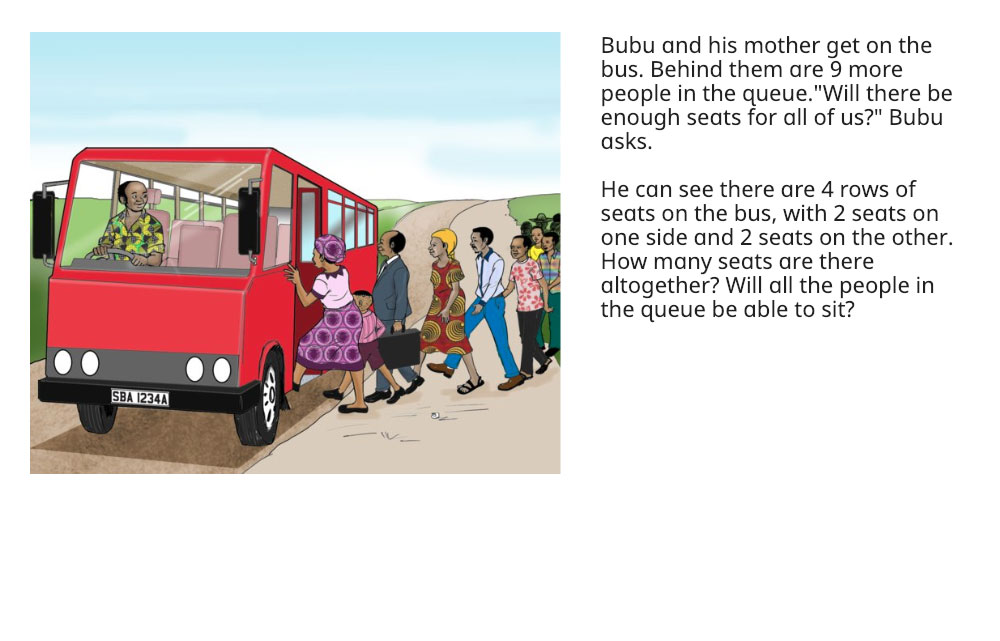 Bubu and his mother get on the
bus. Behind them are 9 more
people in the queue."Will there be
enough seats for all of us?" Bubu
asks.
He can see there are 4 rows of
seats on the bus, with 2 seats on
one side and 2 seats on the other.
How many seats are there
altogether? Will all the people in
the queue be able to sit?
SBA 1234A